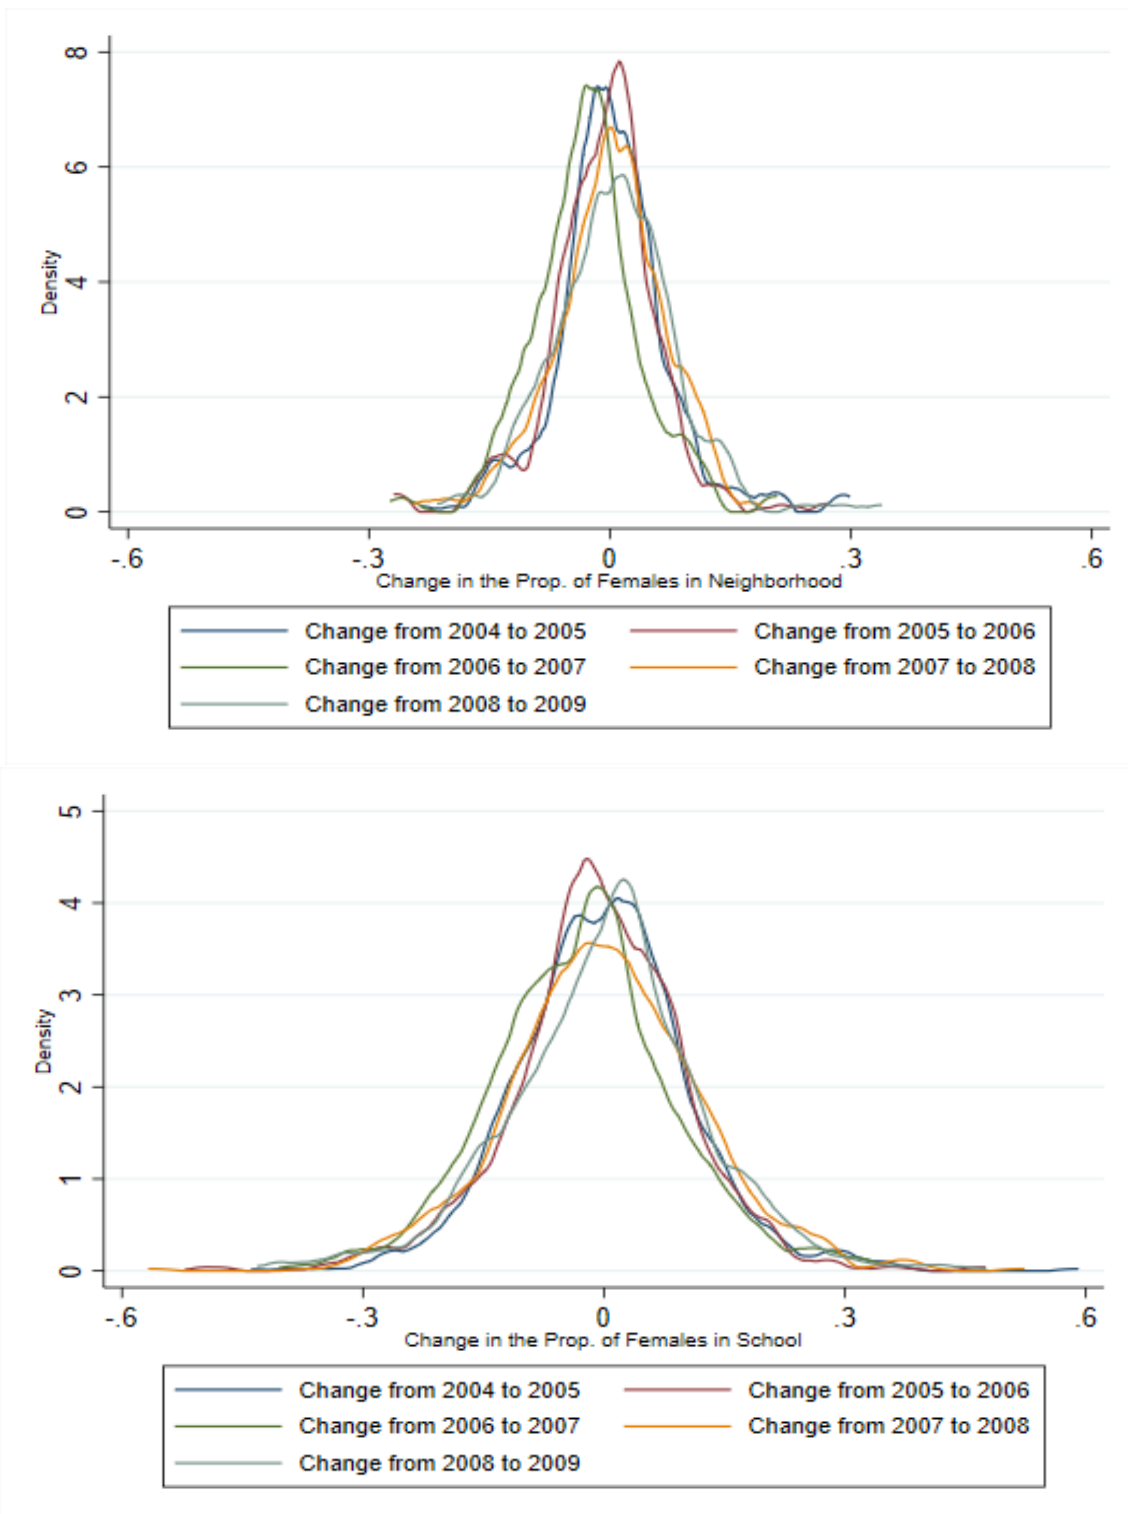 8
6
4
2
0
Density
-.6 -.3 0 .3 .6
Change in the Prop. of Females in Neighborhood
Change from 2004 to 2005 Change from 2005 to 2006
Change from 2006 to 2007 Change from 2007 to 2008
Change from 2008 to 2009
5
4
3
2
1
0
Density
-.6 -.3 0 .3 .6
Change in the Prop. of Females in School
Change from 2004 to 2005 Change from 2005 to 2006
Change from 2006 to 2007 Change from 2007 to 2008
Change from 2008 to 2009